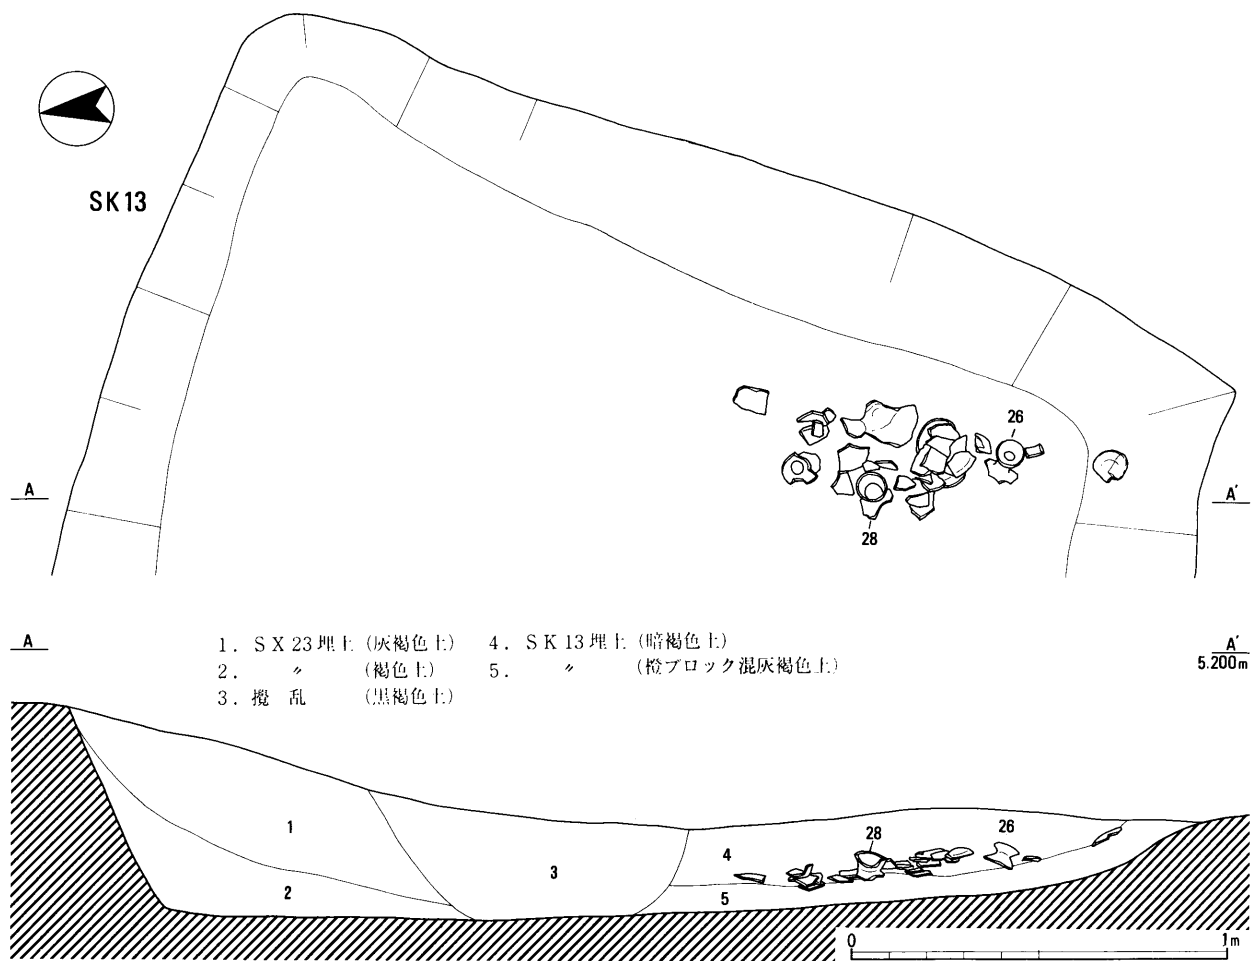 SK13
26
A
A'
28
A
1. SX23埋土 (灰褐色土) 4. SK13埋土 (暗褐色土)
A'
2. 〃 (褐色土) 5. 〃 (橙ブロック混灰褐色土)
5.200m
3. 攪乱 (黒褐色土)
1
28
26
4
3
2
5
0
1m